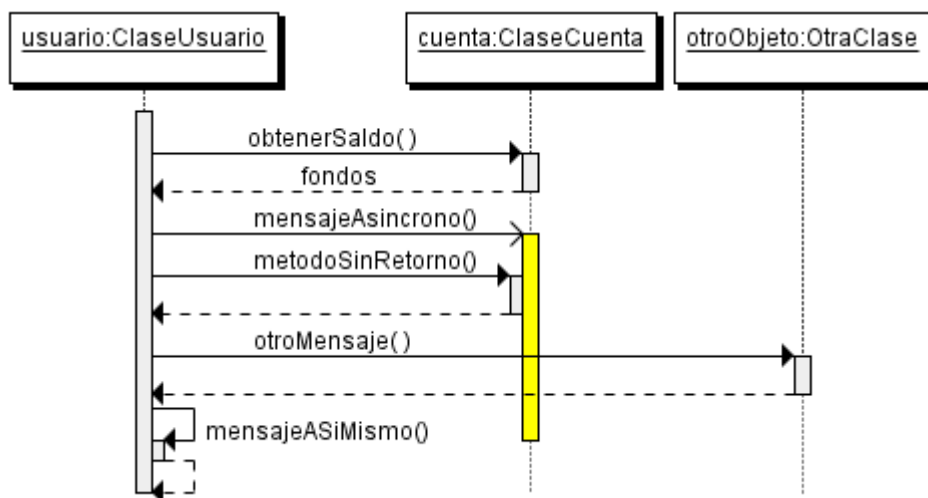 usuario:ClaseUsuario
cuenta:ClaseCuenta
otroObjeto:OtraClase
obtenerSaldo()
fondos
mensajeAsincrono()
metodoSinRetorno()
otroMensaje()
mensajeASiMismo()